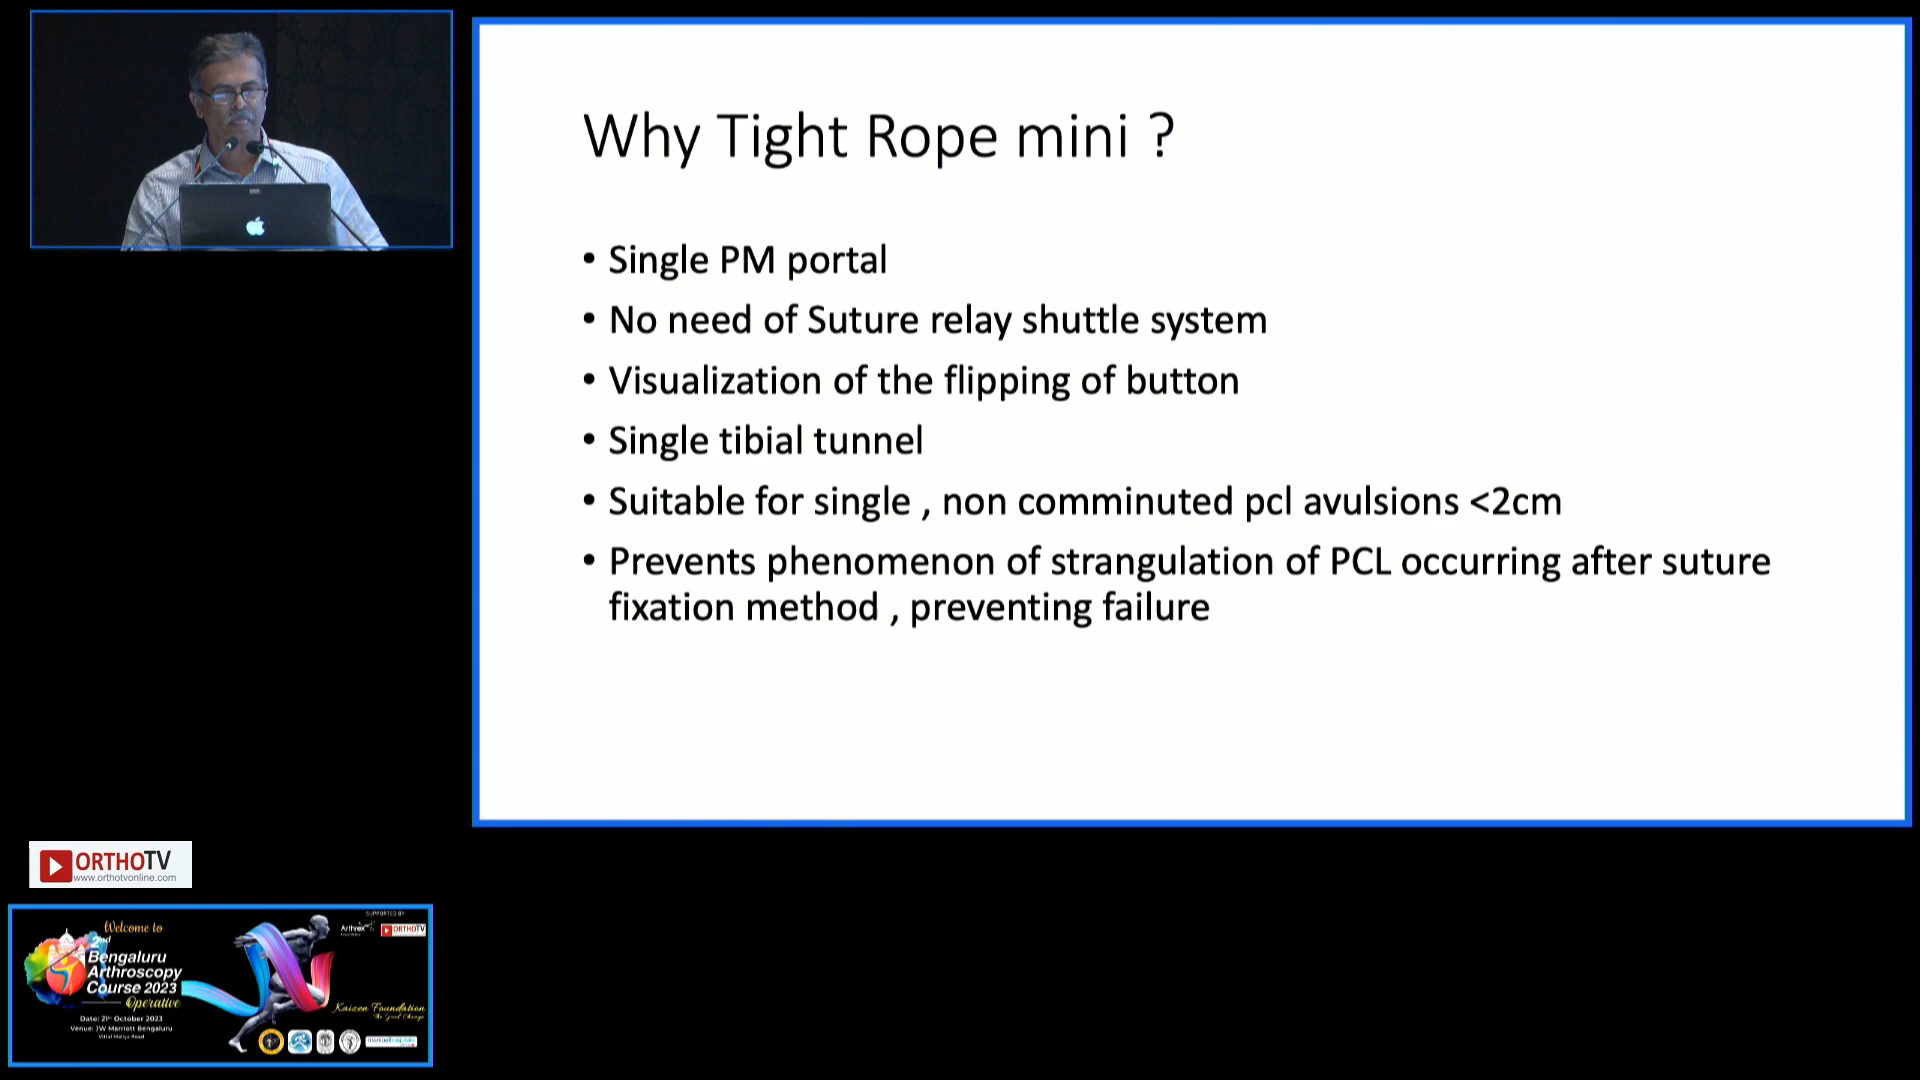 Why Tight Rope mini ?
• Single PM portal
• No need of Suture relay shuttle system
• Visualization of the flipping of button
• Single tibial tunnel
• Suitable for single , non comminuted pcl avulsions <2cm
• Prevents phenomenon of strangulation of PCL occurring after suture
fixation method , preventing failure
ORTHOTV
www.orthotvonline.com
SUPPORTED BY
Arthrex
ORTHOTV
Welcome to
2nd
Bengaluru
Arthroscopy
Course 2023
Operative
Date: 21st October 2023
Venue: JW Marriott Bengaluru
Vittal Mallya Road
Kaizen Foundation
The Good Change